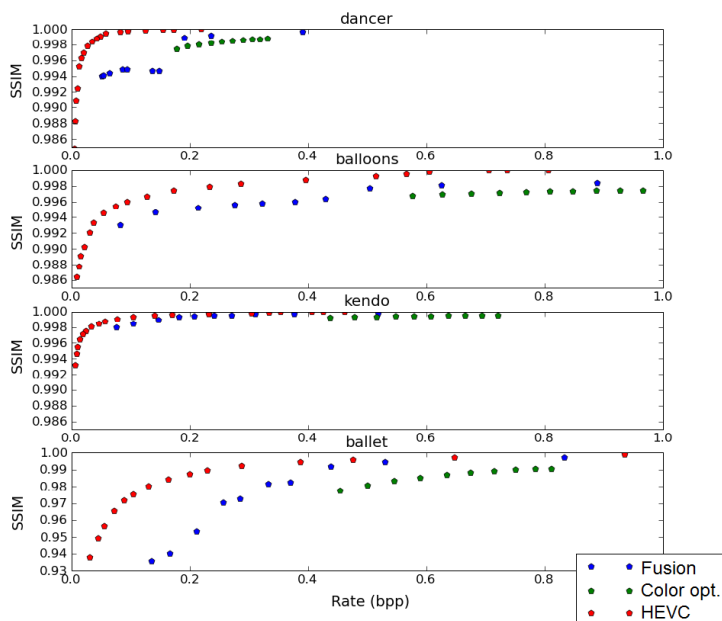 dancer
1.000
0.998
0.996
0.994
0.992
0.990
0.988
0.986
SSIM
0.0 0.2 0.4 0.6 0.8 1.0
balloons
1.000
0.998
0.996
0.994
0.992
0.990
0.988
0.986
SSIM
0.0 0.2 0.4 0.6 0.8 1.0
kendo
1.000
0.998
0.996
0.994
0.992
0.990
0.988
0.986
SSIM
0.0 0.2 0.4 0.6 0.8 1.0
ballet
1.00
0.99
0.98
0.97
0.96
0.95
0.94
0.93
SSIM
0.0 0.2 0.4 0.6 0.8
Rate (bpp)
Fusion
Color opt.
HEVC